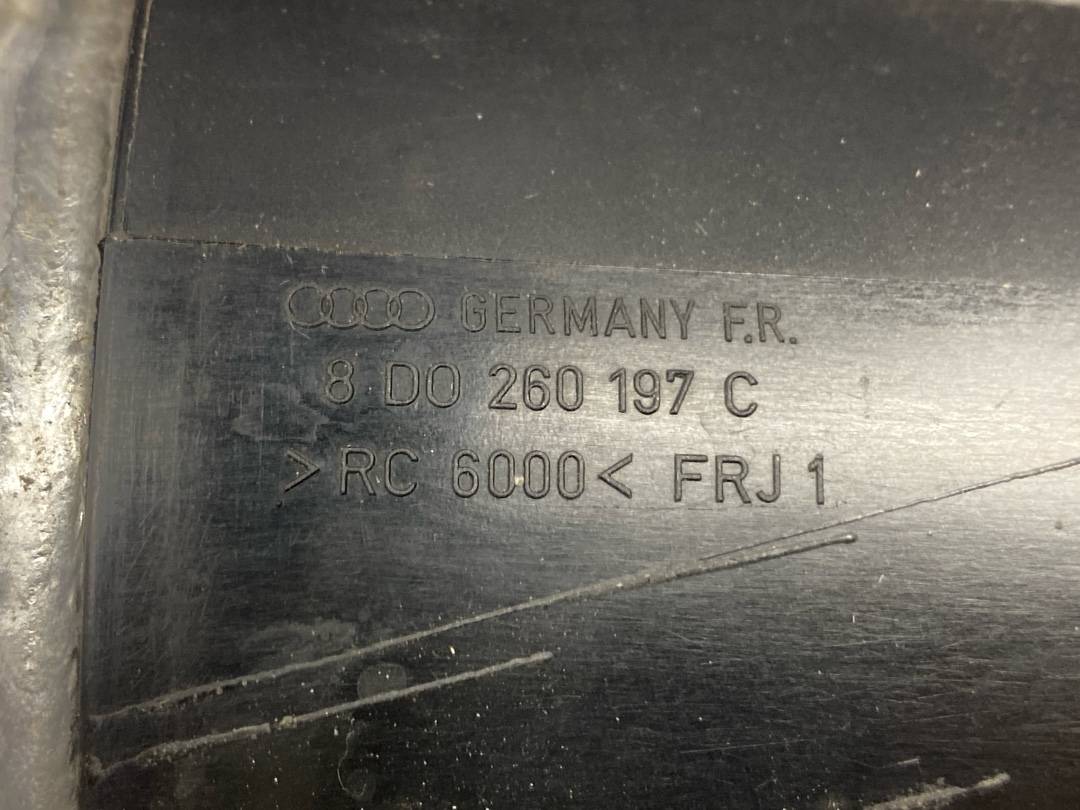 GERMANY F.R.
8 D0 260 197 C
>RC 6000< FRJ 1